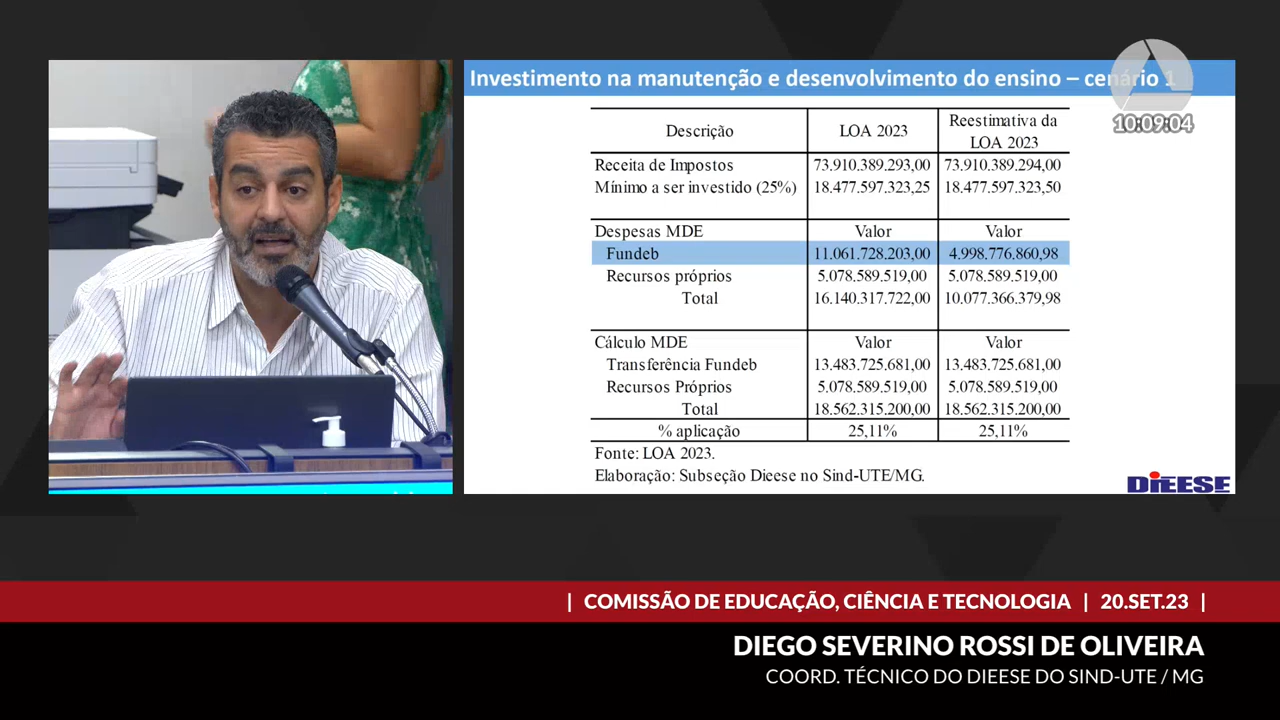 Investimento na manutenção e desenvolvimento do ensino – cenário 1
10:09:04
Descrição LOA 2023 Reestimativa da LOA 2023
Receita de Impostos 73.910.389.293,00 73.910.389.294,00
Mínimo a ser investido (25%) 18.477.597.323,25 18.477.597.323,50
Despesas MDE Valor Valor
Fundeb 11.061.728.203,00 4.998.776.860,98
Recursos próprios 5.078.589.519,00 5.078.589.519,00
Total 16.140.317.722,00 10.077.366.379,98
Cálculo MDE Valor Valor
Transferência Fundeb 13.483.725.681,00 13.483.725.681,00
Recursos Próprios 5.078.589.519,00 5.078.589.519,00
Total 18.562.315.200,00 18.562.315.200,00
% aplicação 25,11% 25,11%
Fonte: LOA 2023.
Elaboração: Subseção Dieese no Sind-UTE/MG.
DIEESE
| COMISSÃO DE EDUCAÇÃO, CIÊNCIA E TECNOLOGIA | 20.SET.23 |
DIEGO SEVERINO ROSSI DE OLIVEIRA
COORD. TÉCNICO DO DIEESE DO SIND-UTE / MG